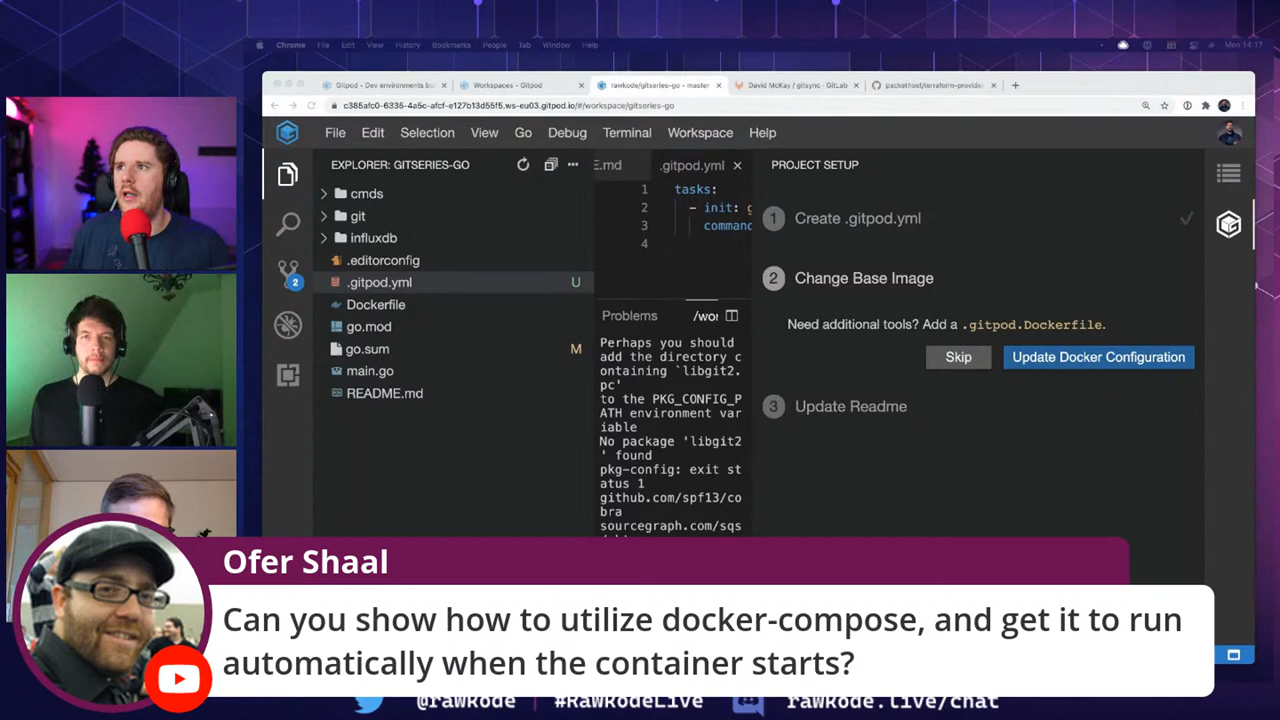 Chrome File Edit View History Bookmarks People Tab Window Help
Mon 14:17
Gitpod - Dev environments bu
Workspaces - Gitpod
rawkode/gitseries-go - master
David McKay / gitsync · GitLab
packethost/terraform-provider
c385afc0-6335-4a5c-afcf-e127b13d55f5.ws-eu03.gitpod.io/#/workspace/gitseries-go
File Edit Selection View Go Debug Terminal Workspace Help
EXPLORER: GITSERIES-GO
cmds
git
influxdb
.editorconfig
.gitpod.yml U
Dockerfile
go.mod
go.sum M
main.go
README.md
2
E.md
.gitpod.yml
1 tasks:
2 - init: g
3 command
4
Problems
/wor
Perhaps you should
add the directory c
ontaining `libgit2.
pc'
to the PKG_CONFIG_P
ATH environment var
iable
No package 'libgit2
' found
pkg-config: exit st
atus 1
github.com/spf13/co
bra
sourcegraph.com/sqs
PROJECT SETUP
1 Create .gitpod.yml
2 Change Base Image
Need additional tools? Add a .gitpod.Dockerfile.
Skip
Update Docker Configuration
3 Update Readme
Ofer Shaal
Can you show how to utilize docker-compose, and get it to run
automatically when the container starts?
@rawkode
#RawkodeLive
rawkode.live/chat